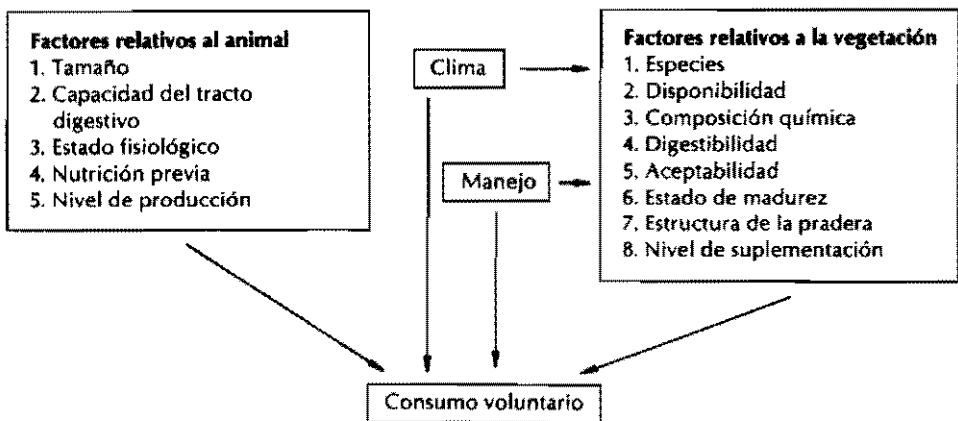 Factores relativos al animal
1. Tamaño
2. Capacidad del tracto
digestivo
3. Estado fisiológico
4. Nutrición previa
5. Nivel de producción
Clima
Manejo
Factores relativos a la vegetación
1. Especies
2. Disponibilidad
3. Composición química
4. Digestibilidad
5. Aceptabilidad
6. Estado de madurez
7. Estructura de la pradera
8. Nivel de suplementación
Consumo voluntario